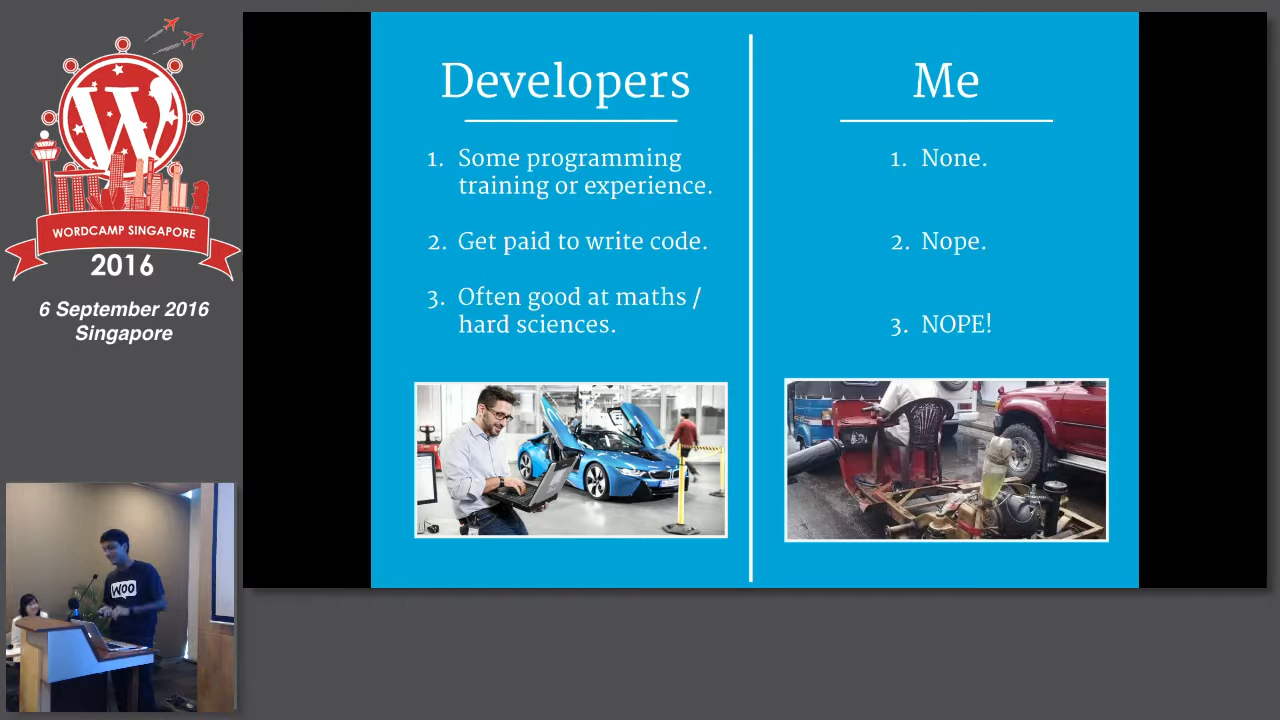 WORDCAMP SINGAPORE
2016
6 September 2016
Singapore
Developers
1. Some programming
training or experience.
2. Get paid to write code.
3. Often good at maths /
hard sciences.
Me
1. None.
2. Nope.
3. NOPE!
WOO